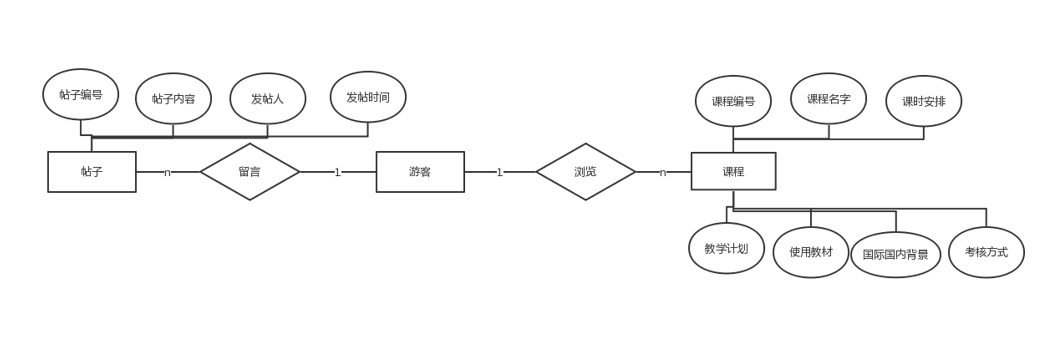 帖子编号
帖子内容
发帖人
发帖时间
课程编号
课程名字
课时安排
帖子
n
留言
1
游客
1
浏览
n
课程
教学计划
使用教材
国际国内背景
考核方式